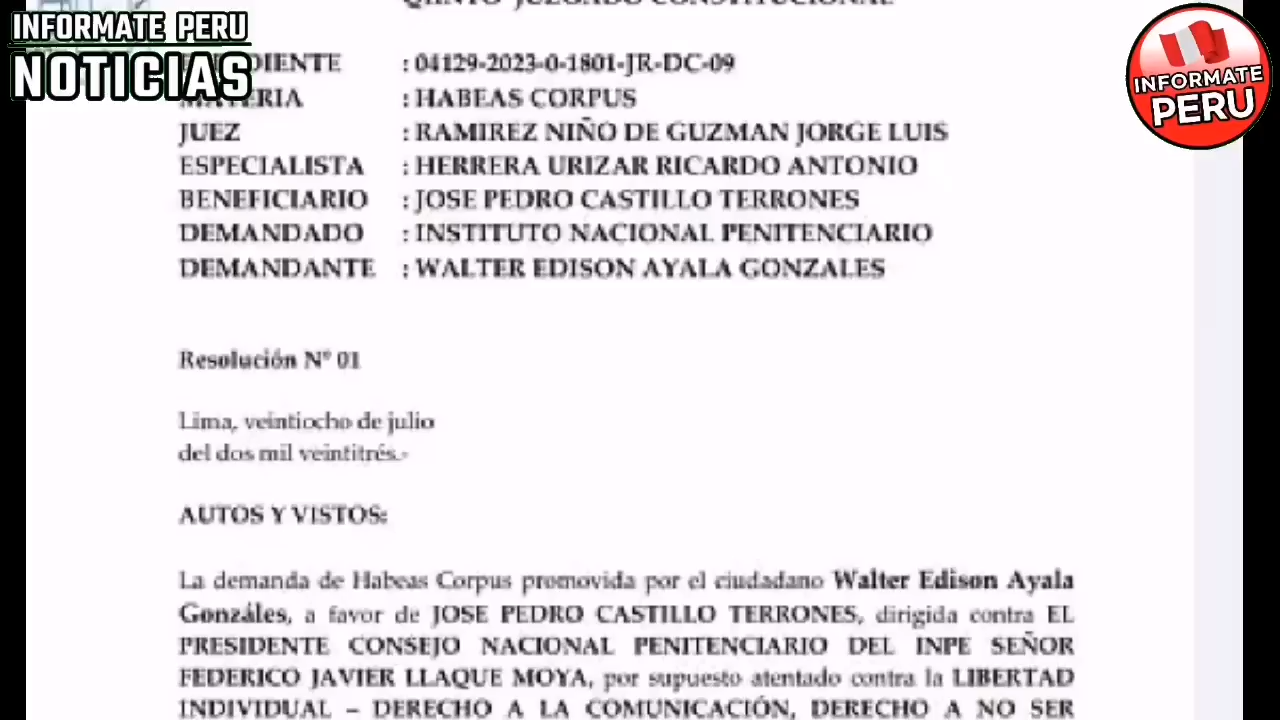 QUINTO JUZGADO CONSTITUCIONAL
INFORMATE PERU
NOTICIAS
INFORMATE
PERU
: 04129-2023-0-1801-JR-DC-09
MATERIA : HABEAS CORPUS
JUEZ : RAMIREZ NIÑO DE GUZMAN JORGE LUIS
ESPECIALISTA : HERRERA URIZAR RICARDO ANTONIO
BENEFICIARIO : JOSE PEDRO CASTILLO TERRONES
DEMANDADO : INSTITUTO NACIONAL PENITENCIARIO
DEMANDANTE : WALTER EDISON AYALA GONZALES
Resolución Nº 01
Lima, veintiocho de julio
del dos mil veintitrés.-
AUTOS Y VISTOS:
La demanda de Habeas Corpus promovida por el ciudadano Walter Edison Ayala
Gonzáles, a favor de JOSE PEDRO CASTILLO TERRONES, dirigida contra EL
PRESIDENTE CONSEJO NACIONAL PENITENCIARIO DEL INPE SEÑOR
FEDERICO JAVIER LLAQUE MOYA, por supuesto atentado contra la LIBERTAD
INDIVIDUAL – DERECHO A LA COMUNICACIÓN, DERECHO A NO SER